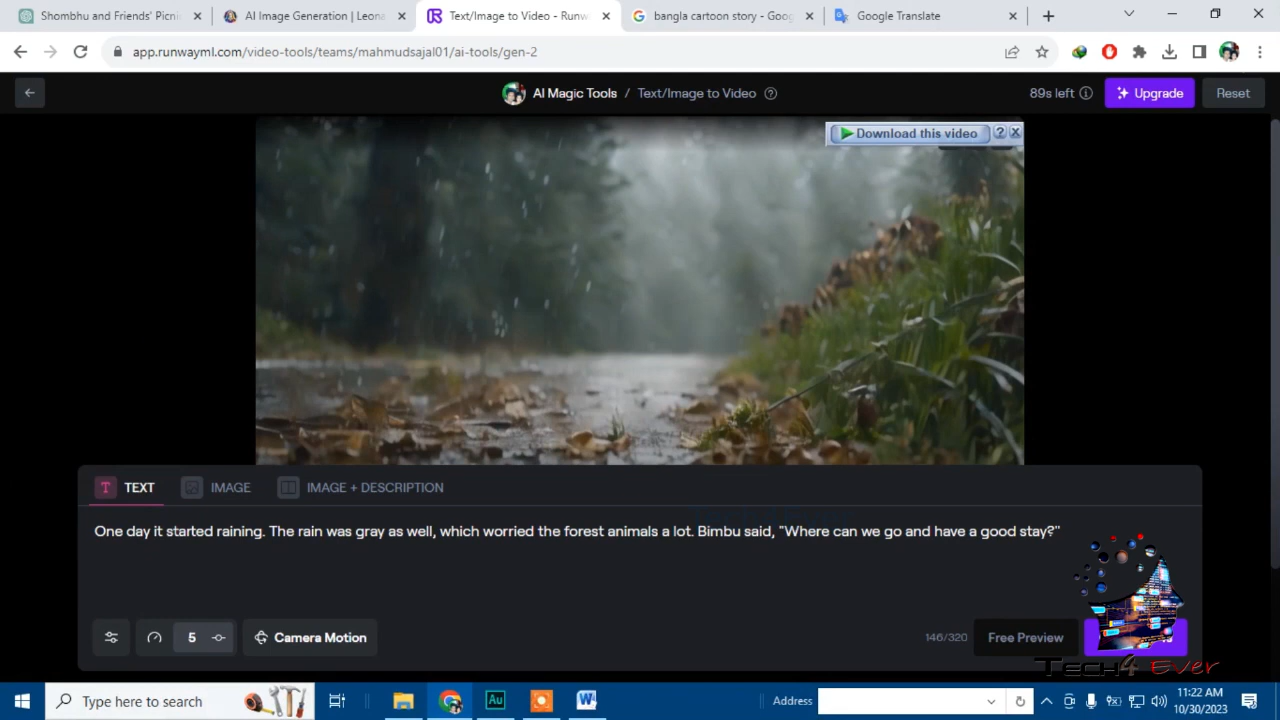 Shombhu and Friends' Picni
AI Image Generation | Leona
Text/Image to Video - Runw
bangla cartoon story - Goog
Google Translate
app.runwayml.com/video-tools/teams/mahmudsajal01/ai-tools/gen-2
AI Magic Tools / Text/Image to Video
89s left
Upgrade
Reset
Download this video
TEXT
IMAGE
IMAGE + DESCRIPTION
One day it started raining. The rain was gray as well, which worried the forest animals a lot. Bimbu said, "Where can we go and have a good stay?"
5
Camera Motion
146/320
Free Preview
Tech4 Ever
Type here to search
Address
11:22 AM
10/30/2023